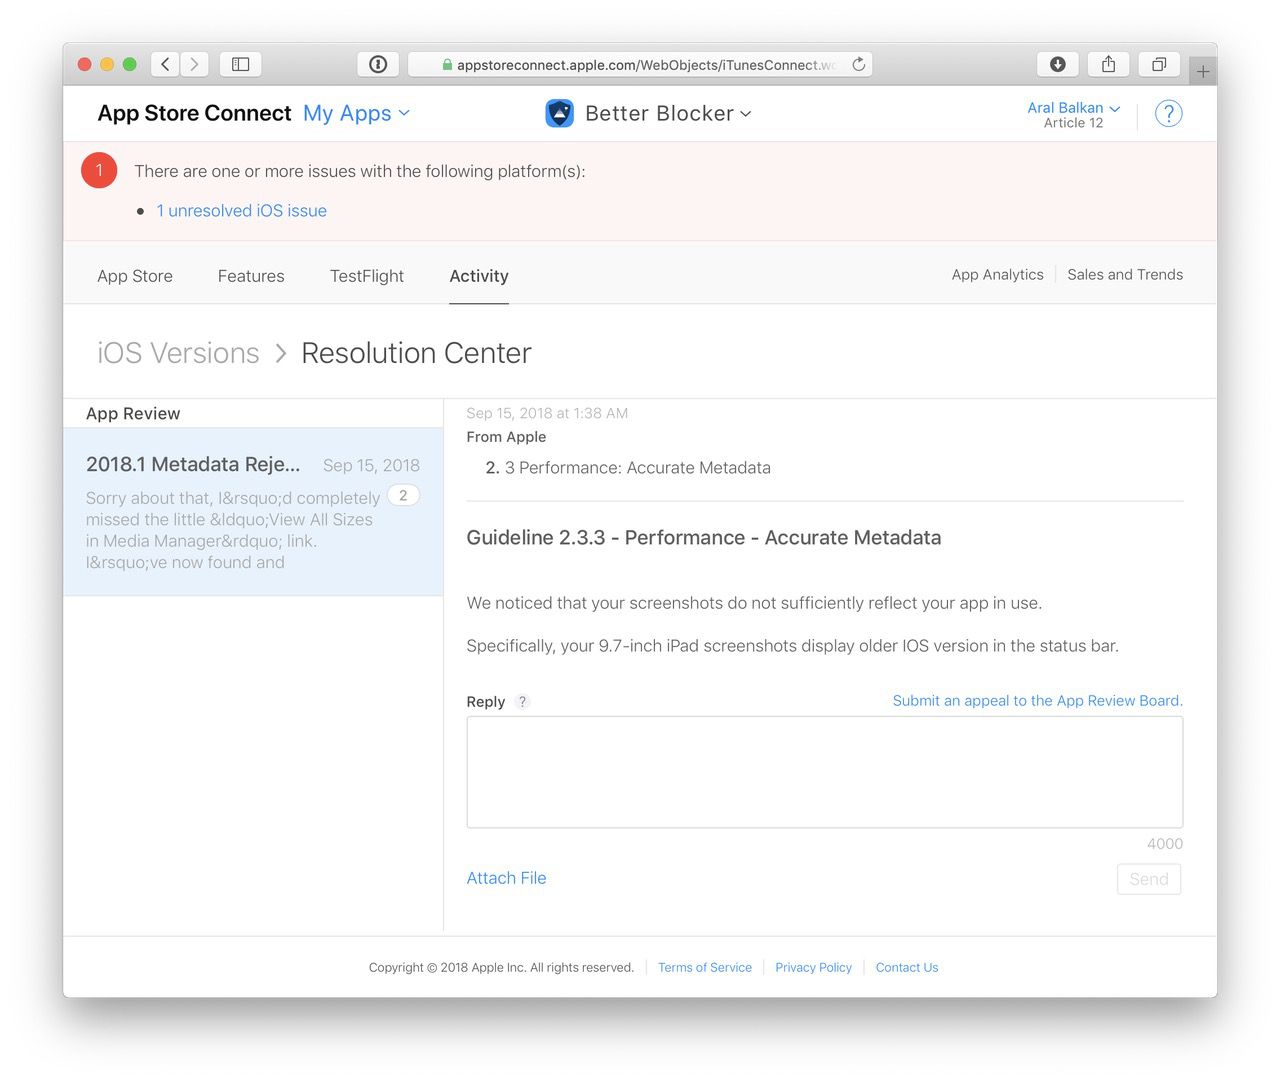 appstoreconnect.apple.com/WebObjects/iTunesConnect.wo
App Store Connect My Apps
Better Blocker
Aral Balkan
Article 12
?
1
There are one or more issues with the following platform(s):
• 1 unresolved iOS issue
App Store Features TestFlight Activity
App Analytics Sales and Trends
iOS Versions > Resolution Center
App Review
2018.1 Metadata Reje... Sep 15, 2018
Sorry about that, I&rsquo;d completely 2
missed the little &ldquo;View All Sizes
in Media Manager&rdquo; link.
I&rsquo;ve now found and
Sep 15, 2018 at 1:38 AM
From Apple
2. 3 Performance: Accurate Metadata
Guideline 2.3.3 - Performance - Accurate Metadata
We noticed that your screenshots do not sufficiently reflect your app in use.
Specifically, your 9.7-inch iPad screenshots display older IOS version in the status bar.
Reply ?
Submit an appeal to the App Review Board.
4000
Attach File
Send
Copyright © 2018 Apple Inc. All rights reserved. Terms of Service Privacy Policy Contact Us